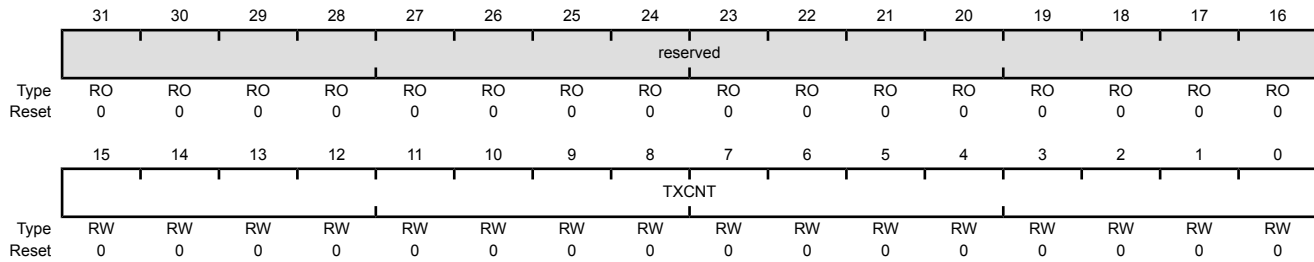 31 30 29 28 27 26 25 24 23 22 21 20 19 18 17 16
reserved
Type RO RO RO RO RO RO RO RO RO RO RO RO RO RO RO RO
Reset 0 0 0 0 0 0 0 0 0 0 0 0 0 0 0 0
15 14 13 12 11 10 9 8 7 6 5 4 3 2 1 0
TXCNT
Type RW RW RW RW RW RW RW RW RW RW RW RW RW RW RW RW
Reset 0 0 0 0 0 0 0 0 0 0 0 0 0 0 0 0